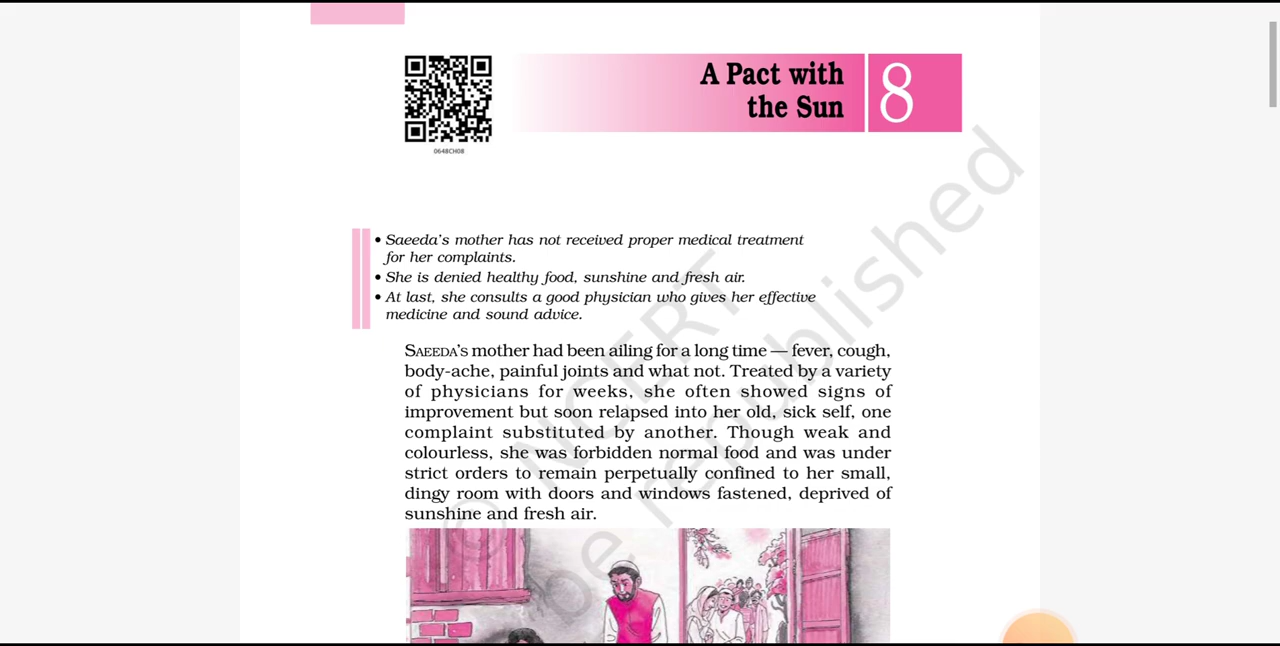 A Pact with
the Sun
8
0648CH08
• Saeeda's mother has not received proper medical treatment
for her complaints.
• She is denied healthy food, sunshine and fresh air.
• At last, she consults a good physician who gives her effective
medicine and sound advice.
SAEEDA'S mother had been ailing for a long time — fever, cough,
body-ache, painful joints and what not. Treated by a variety
of physicians for weeks, she often showed signs of
improvement but soon relapsed into her old, sick self, one
complaint substituted by another. Though weak and
colourless, she was forbidden normal food and was under
strict orders to remain perpetually confined to her small,
dingy room with doors and windows fastened, deprived of
sunshine and fresh air.
© NCERT
be republished